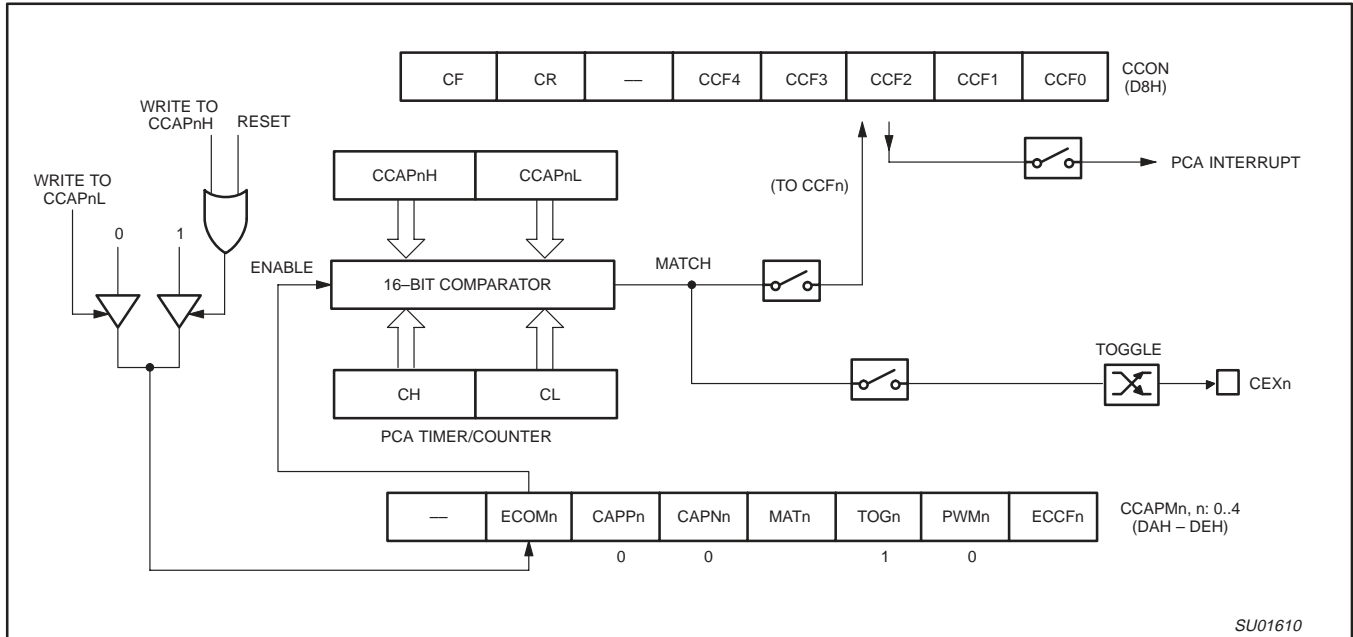 CF CR — CCF4 CCF3 CCF2 CCF1 CCF0
CCON
(D8H)
WRITE TO
CCAPnH
RESET
WRITE TO
CCAPnL
0
1
CCAPnH CCAPnL
(TO CCFn)
PCA INTERRUPT
ENABLE
16–BIT COMPARATOR
MATCH
TOGGLE
CH CL
CEXn
PCA TIMER/COUNTER
— ECOMn CAPPn CAPNn MATn TOGn PWMn ECCFn
CCAPMn, n: 0..4
(DAH – DEH)
0 0 1 0
SU01610